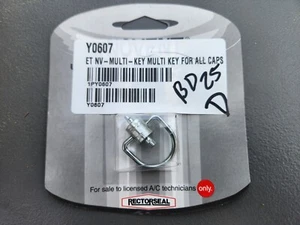 Y0607
ET NV-MULTI-KEY MULTI KEY FOR ALL CAPS
1PY0607
Y0607
BD25
D
For sale to licensed A/C technicians only.
RECTORSEAL